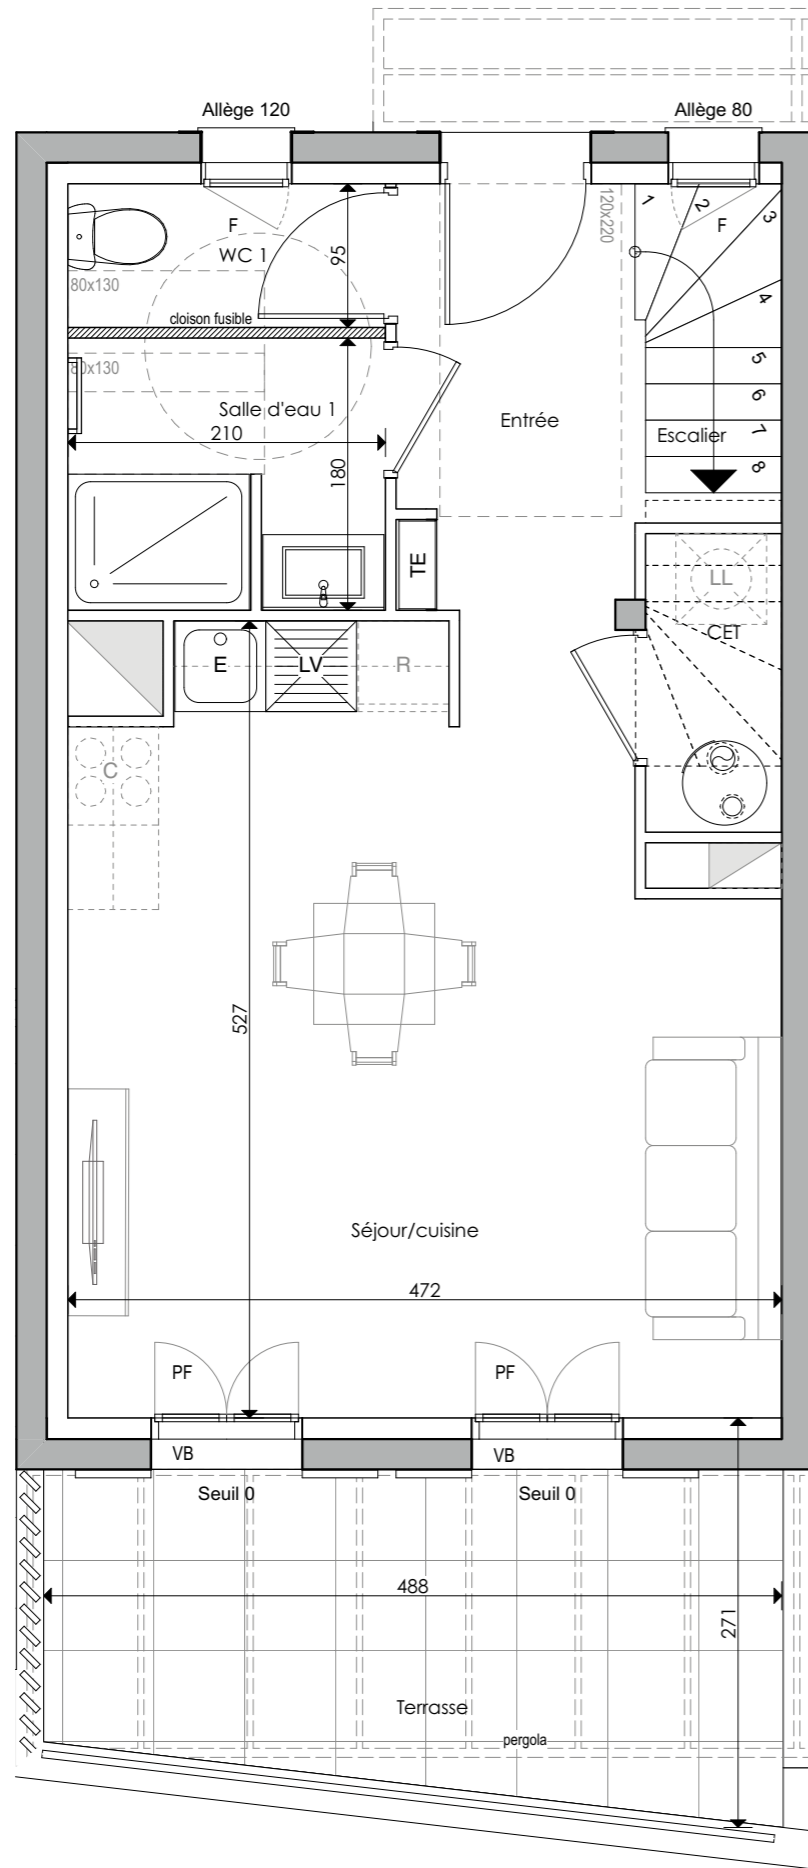 Allège 120
Allège 80
1
2
3
4
5
6
7
8
F
F
WC 1
95
120x220
80x130
cloison fusible
80x130
Salle d'eau 1
210
180
Entrée
Escalier
TE
LL
CET
E
LV
R
C
527
Séjour/cuisine
472
PF
PF
VB
VB
Seuil 0
Seuil 0
488
271
Terrasse
pergola